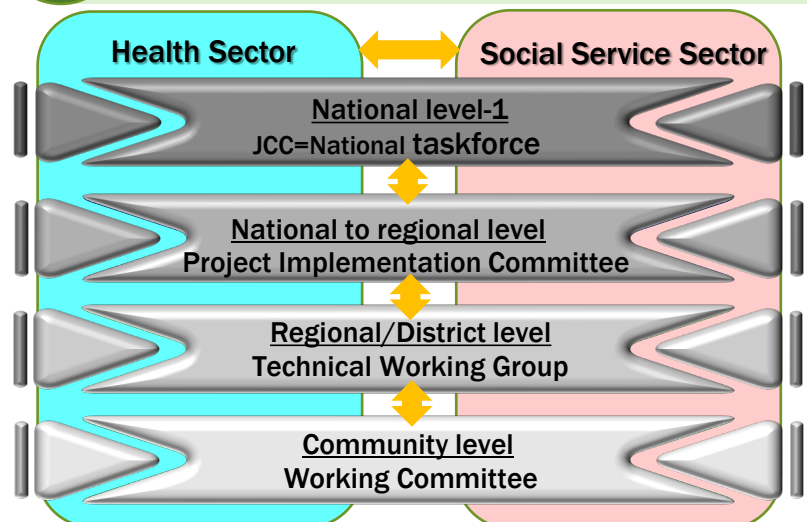 Health Sector
Social Service Sector
National level-1
JCC=National taskforce
National to regional level
Project Implementation Committee
Regional/District level
Technical Working Group
Community level
Working Committee